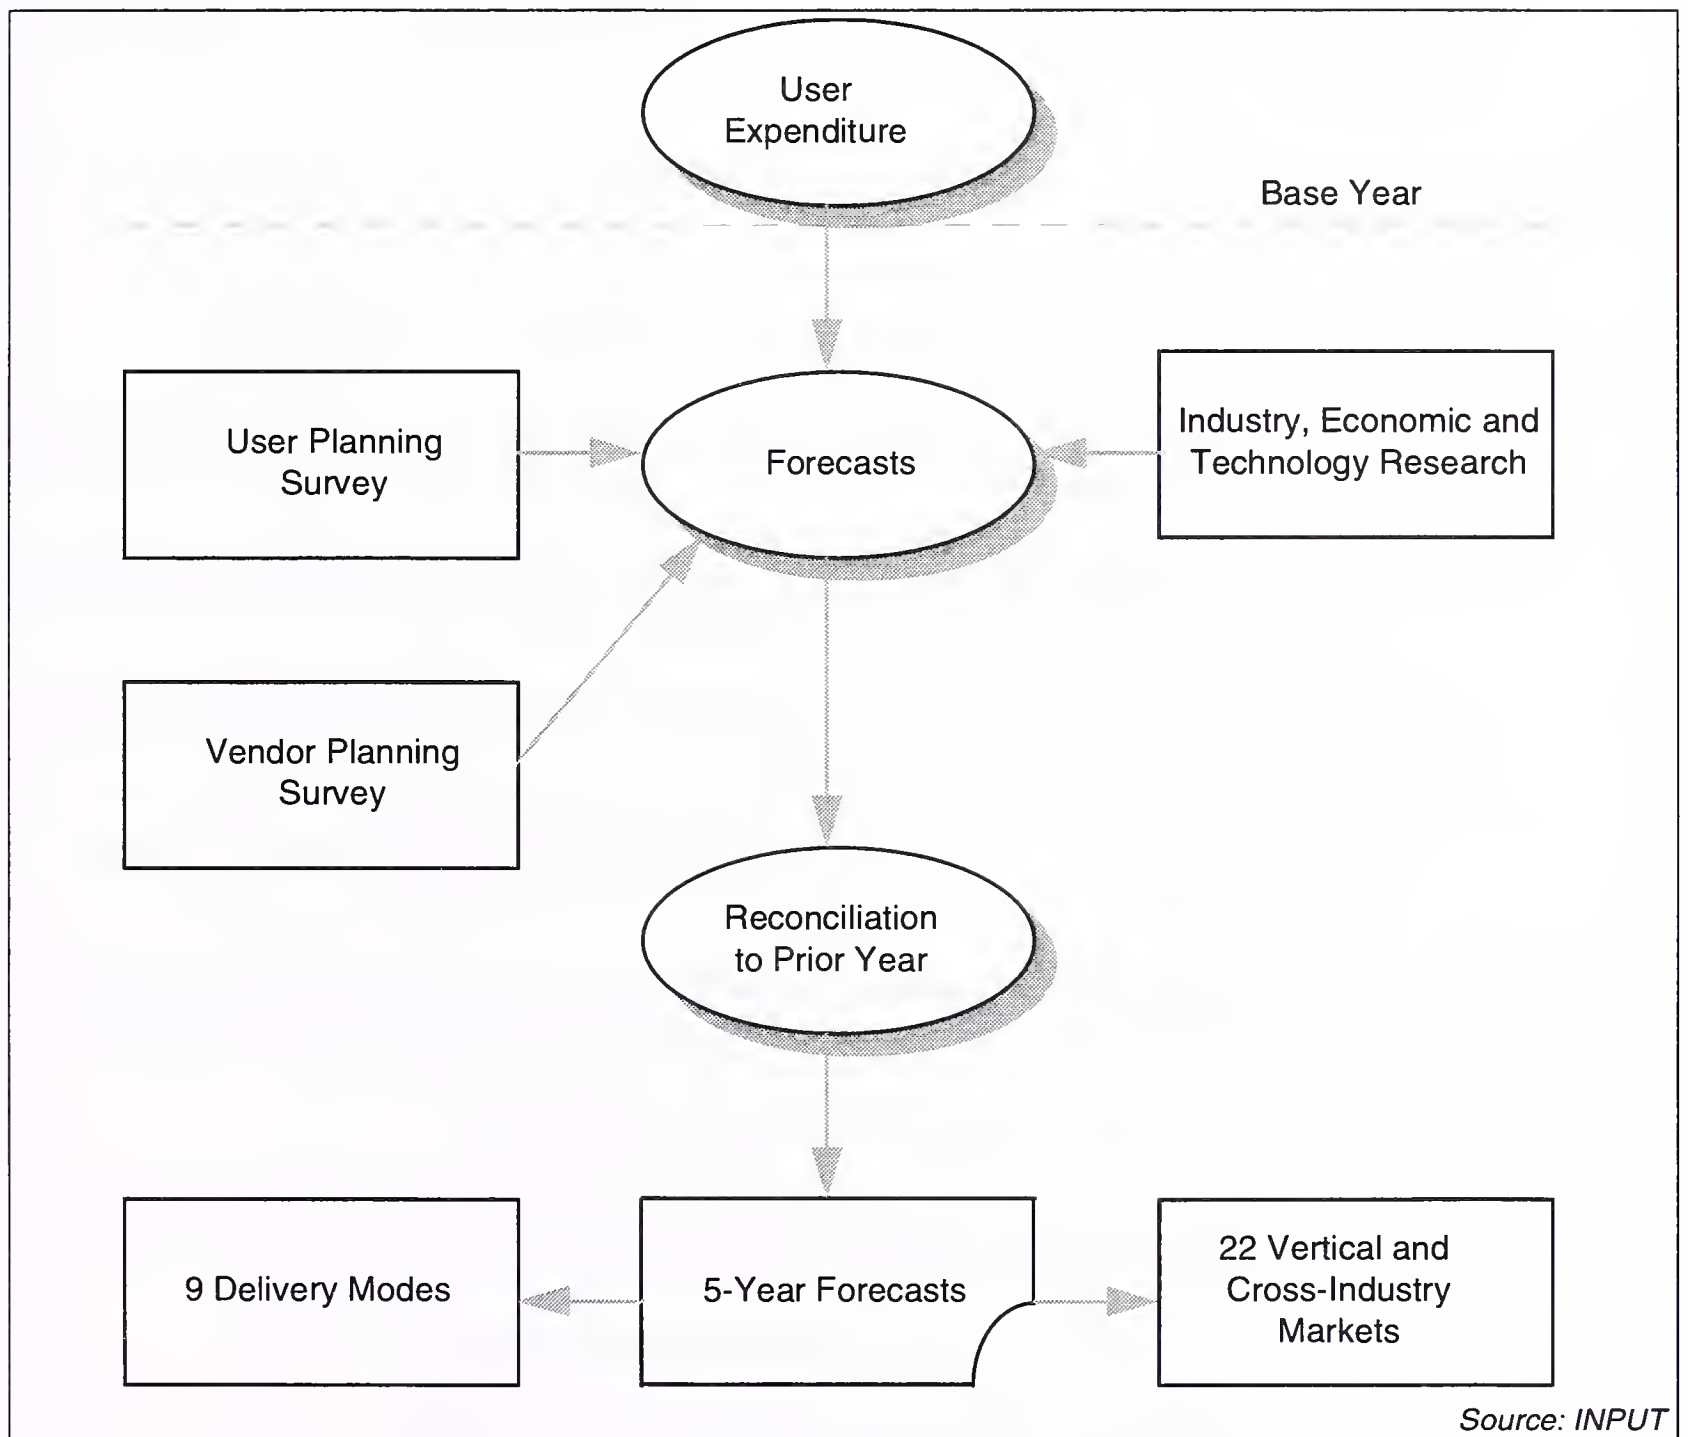 User
Expenditure
Base Year
User Planning
Survey
Forecasts
Industry, Economic and
Technology Research
Vendor Planning
Survey
Reconciliation
to Prior Year
9 Delivery Modes
5-Year Forecasts
22 Vertical and
Cross-Industry
Markets
Source: INPUT